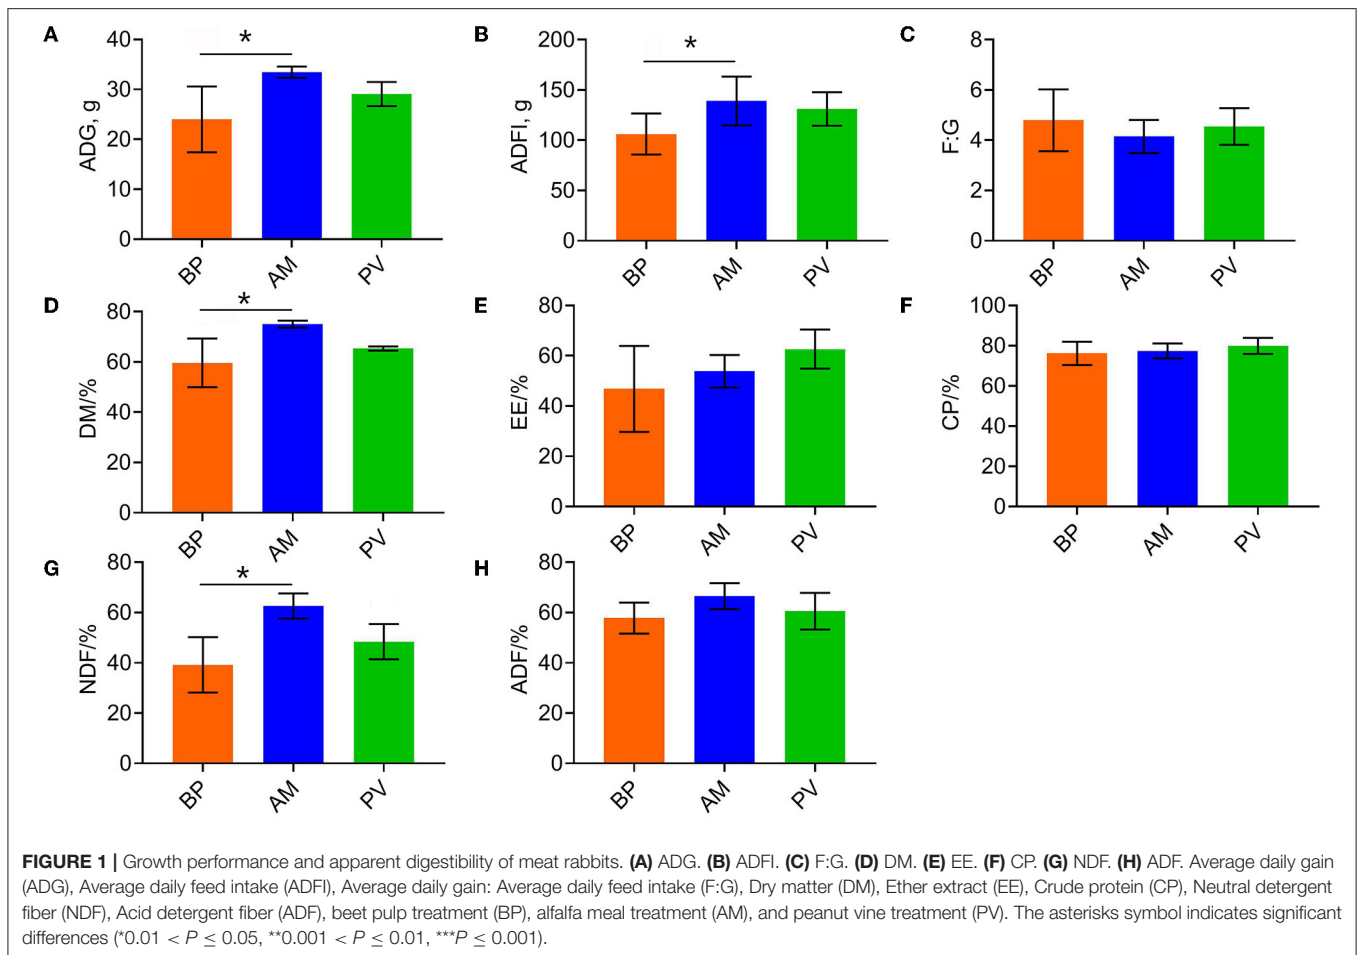 A
ADG, g
40
30
20
10
0
*
BP
AM
PV
B
ADFI, g
200
150
100
50
0
*
BP
AM
PV
C
F:G
8
6
4
2
0
BP
AM
PV
D
DM/%
80
60
40
20
0
*
BP
AM
PV
E
EE/%
80
60
40
20
0
BP
AM
PV
F
CP/%
100
80
60
40
20
0
BP
AM
PV
G
NDF/%
80
60
40
20
0
*
BP
AM
PV
H
ADF/%
80
60
40
20
0
BP
AM
PV
FIGURE 1 | Growth performance and apparent digestibility of meat rabbits. (A) ADG. (B) ADFI. (C) F:G. (D) DM. (E) EE. (F) CP. (G) NDF. (H) ADF. Average daily gain
(ADG), Average daily feed intake (ADFI), Average daily gain: Average daily feed intake (F:G), Dry matter (DM), Ether extract (EE), Crude protein (CP), Neutral detergent
fiber (NDF), Acid detergent fiber (ADF), beet pulp treatment (BP), alfalfa meal treatment (AM), and peanut vine treatment (PV). The asterisks symbol indicates significant
differences (*0.01 < P ≤ 0.05, **0.001 < P ≤ 0.01, ***P ≤ 0.001).